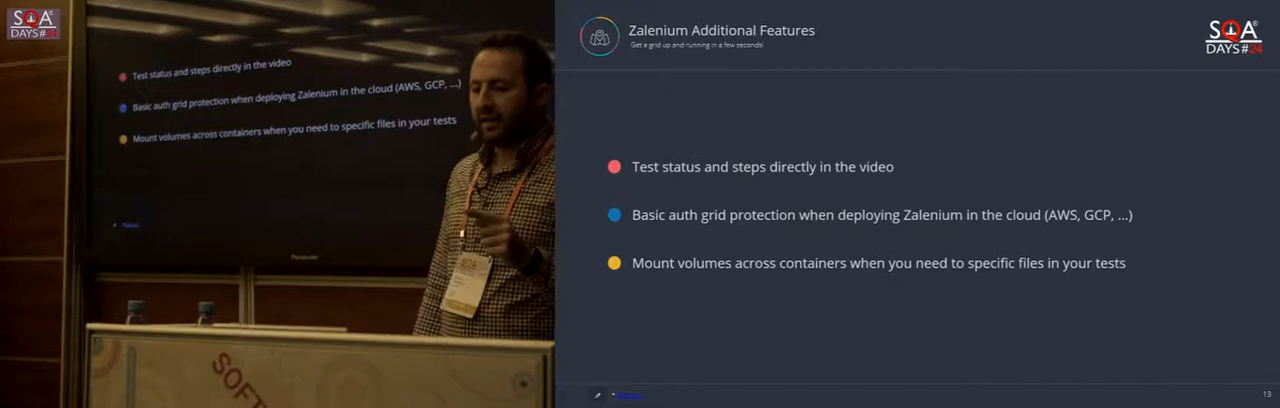 SQA
DAYS#24
Test status and steps directly in the video
Basic auth grid protection when deploying Zalenium in the cloud (AWS, GCP, ...)
Mount volumes across containers when you need to specific files in your tests
Panasonic
SOFT
Zalenium Additional Features
Get a grid up and running in a few seconds!
SQA®
DAYS#24
Test status and steps directly in the video
Basic auth grid protection when deploying Zalenium in the cloud (AWS, GCP, ...)
Mount volumes across containers when you need to specific files in your tests
13